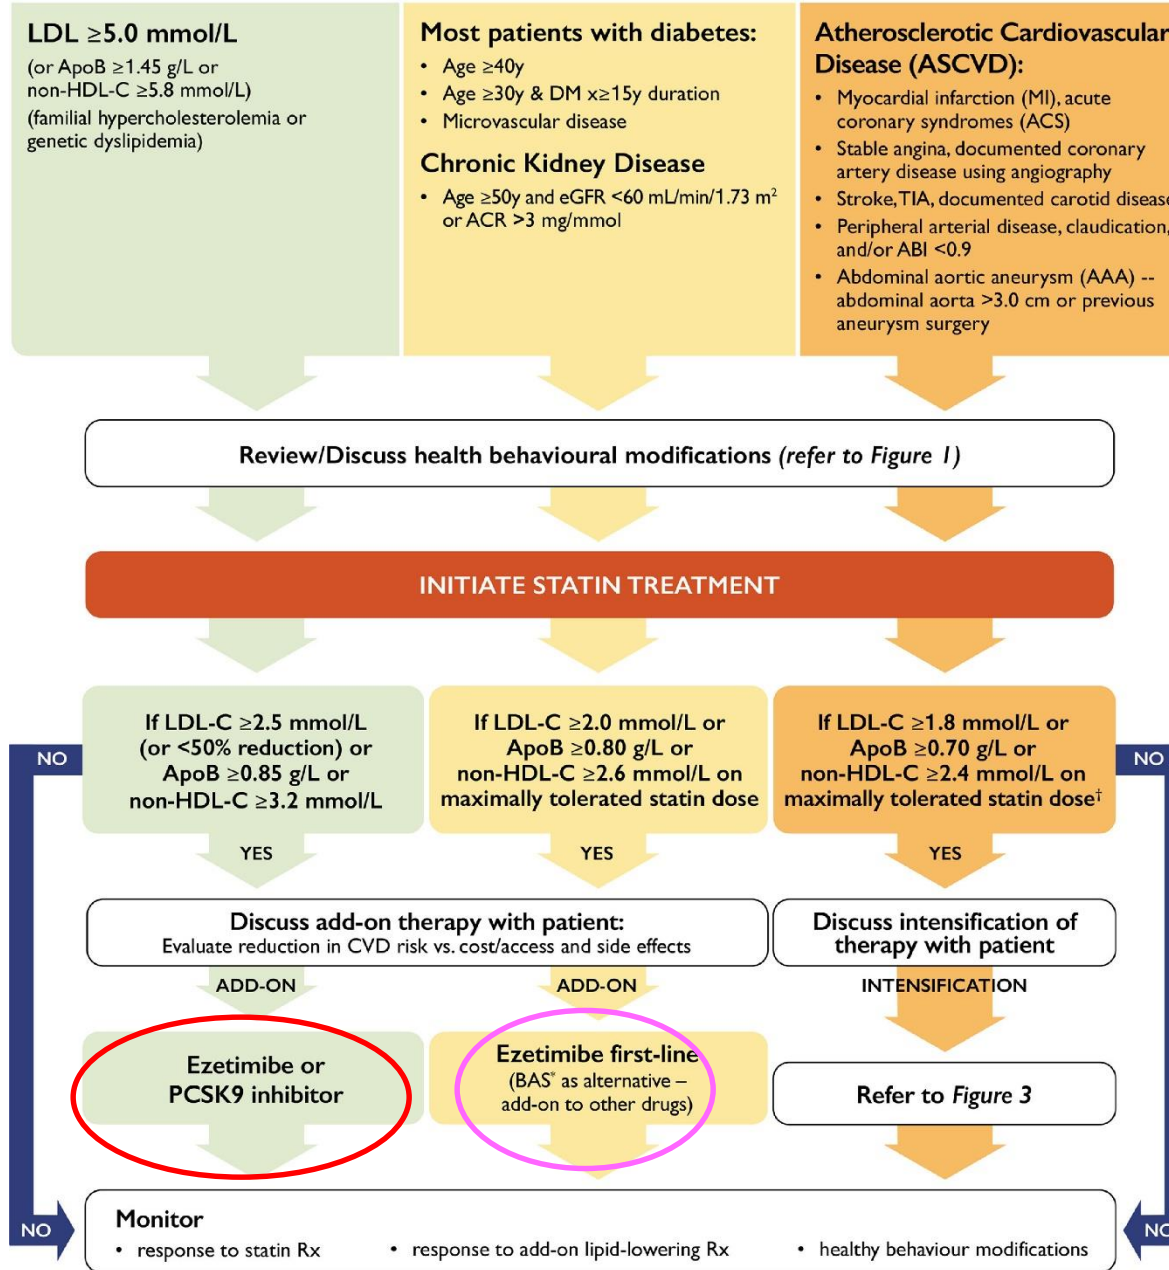 LDL ≥5.0 mmol/L
(or ApoB ≥1.45 g/L or
non-HDL-C ≥5.8 mmol/L)
(familial hypercholesterolemia or
genetic dyslipidemia)
Most patients with diabetes:
• Age ≥40y
• Age ≥30y & DM x≥15y duration
• Microvascular disease
Chronic Kidney Disease
• Age ≥50y and eGFR <60 mL/min/1.73 m²
or ACR >3 mg/mmol
Atherosclerotic Cardiovascular
Disease (ASCVD):
• Myocardial infarction (MI), acute
coronary syndromes (ACS)
• Stable angina, documented coronary
artery disease using angiography
• Stroke, TIA, documented carotid disease
• Peripheral arterial disease, claudication,
and/or ABI <0.9
• Abdominal aortic aneurysm (AAA) --
abdominal aorta >3.0 cm or previous
aneurysm surgery
Review/Discuss health behavioural modifications (refer to Figure 1)
INITIATE STATIN TREATMENT
If LDL-C ≥2.5 mmol/L
(or <50% reduction) or
ApoB ≥0.85 g/L or
non-HDL-C ≥3.2 mmol/L
If LDL-C ≥2.0 mmol/L or
ApoB ≥0.80 g/L or
non-HDL-C ≥2.6 mmol/L on
maximally tolerated statin dose
If LDL-C ≥1.8 mmol/L or
ApoB ≥0.70 g/L or
non-HDL-C ≥2.4 mmol/L on
maximally tolerated statin dose†
NO
NO
YES
YES
YES
Discuss add-on therapy with patient:
Evaluate reduction in CVD risk vs. cost/access and side effects
Discuss intensification of
therapy with patient
ADD-ON
ADD-ON
INTENSIFICATION
Ezetimibe or
PCSK9 inhibitor
Ezetimibe first-line
(BAS* as alternative –
add-on to other drugs)
Refer to Figure 3
NO
NO
Monitor
• response to statin Rx
• response to add-on lipid-lowering Rx
• healthy behaviour modifications